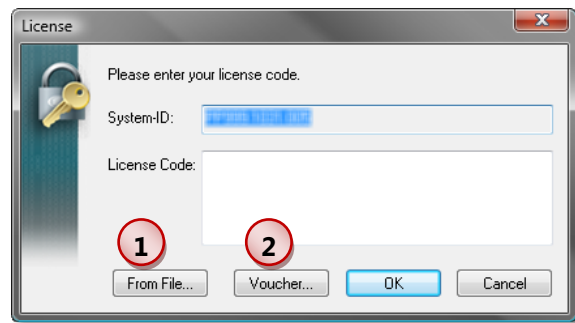 License
Please enter your license code.
System-ID:
License Code:
1 2
From File... Voucher... OK Cancel